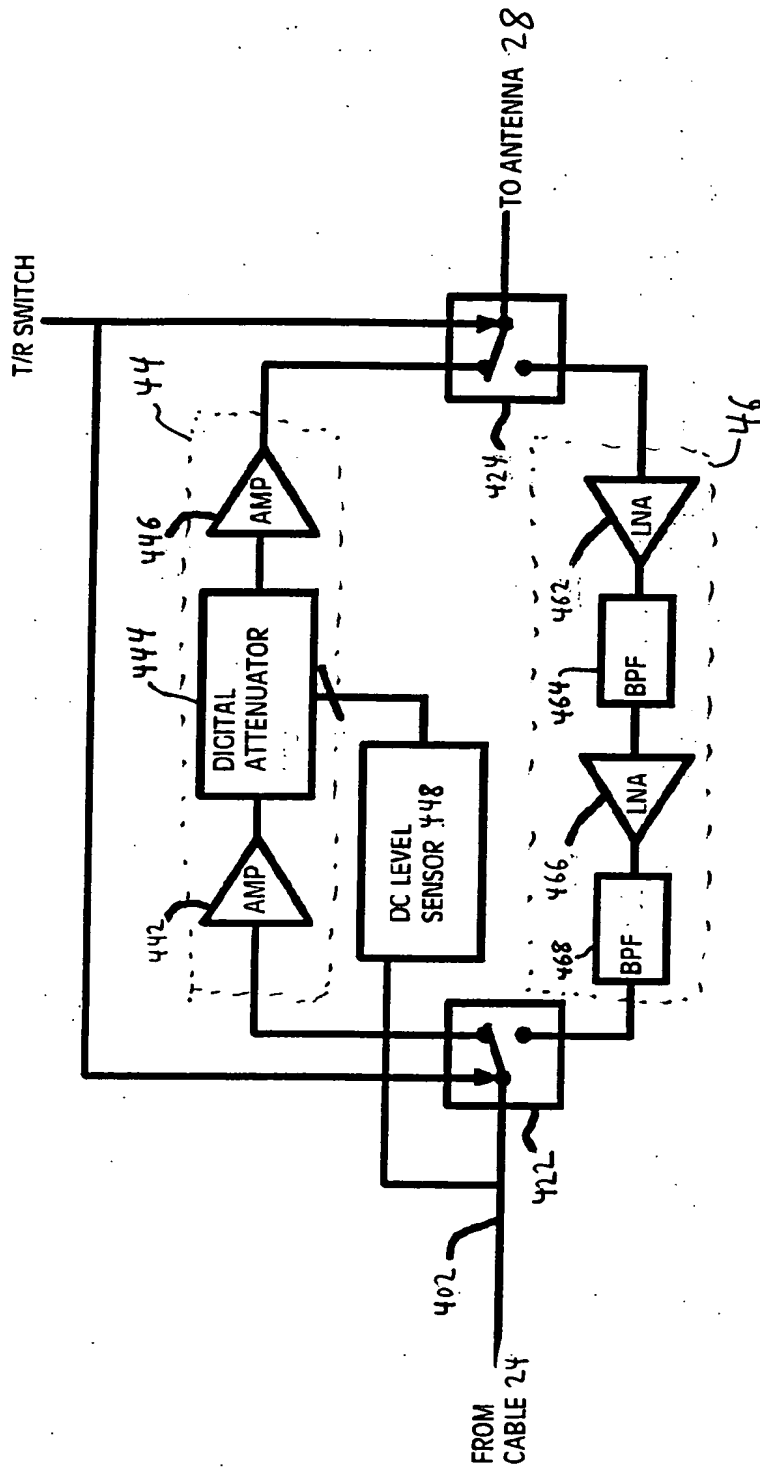 T/R SWITCH
44
446
AMP
444
DIGITAL
ATTENUATOR
442
AMP
DC LEVEL
SENSOR 448
TO ANTENNA 28
424
422
402
FROM
CABLE 24
46
462
LNA
464
BPF
466
LNA
468
BPF